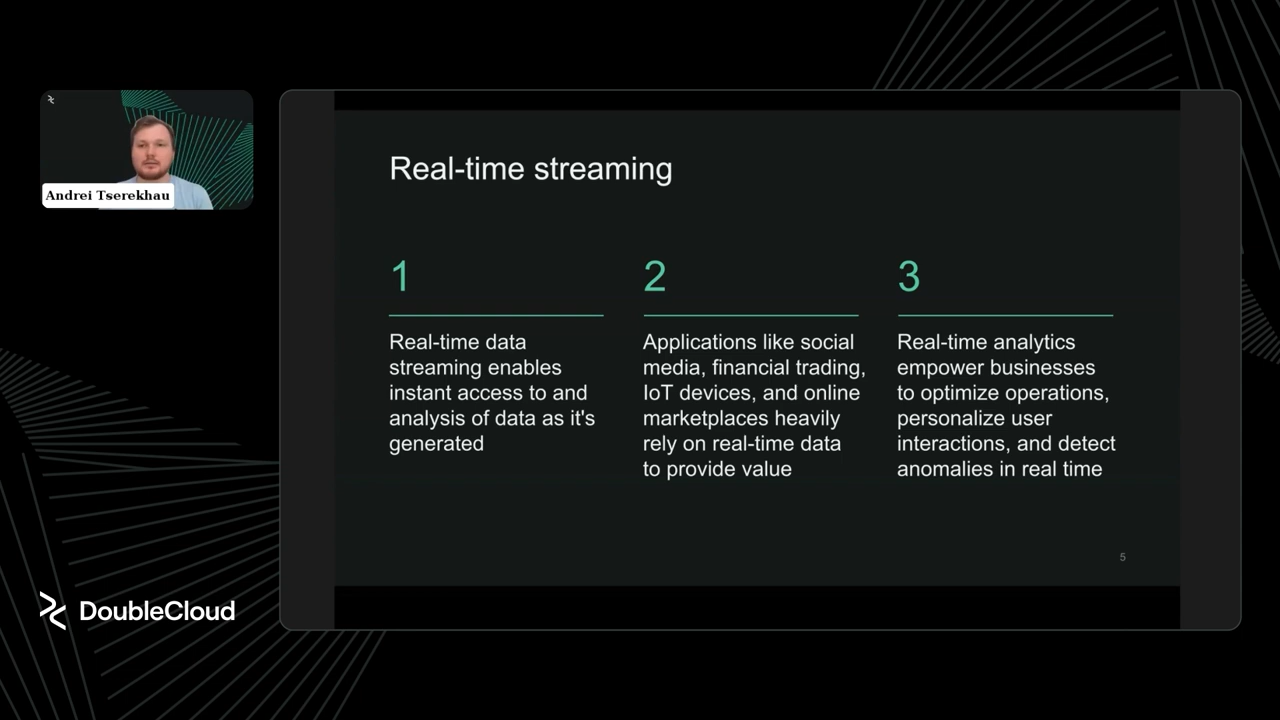 Andrei Tserekhau
Real-time streaming
1
Real-time data
streaming enables
instant access to and
analysis of data as it's
generated
2
Applications like social
media, financial trading,
IoT devices, and online
marketplaces heavily
rely on real-time data
to provide value
3
Real-time analytics
empower businesses
to optimize operations,
personalize user
interactions, and detect
anomalies in real time
5
DoubleCloud